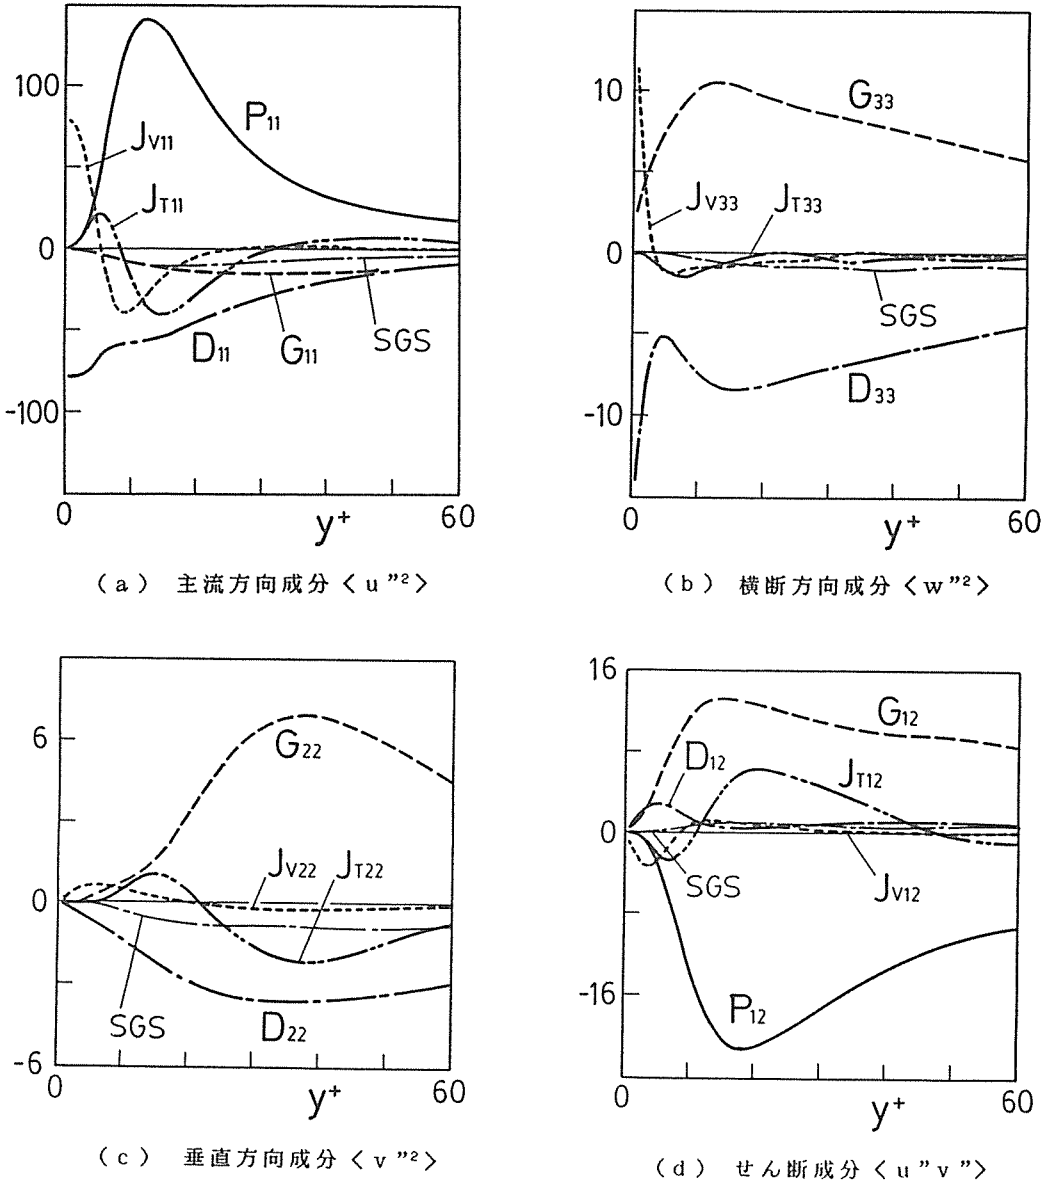 100
0
-100
P11
JV11
JT11
D11
G11
SGS
0
y+
60
(a) 主流方向成分〈u”²〉
10
0
-10
G33
JV33
JT33
SGS
D33
0
y+
60
(b) 横断方向成分〈w”²〉
6
0
-6
G22
JV22
JT22
SGS
D22
0
y+
60
(c) 垂直方向成分〈v”²〉
16
0
-16
G12
D12
JT12
SGS
JV12
P12
0
y+
60
(d) せん断成分〈u”v”〉